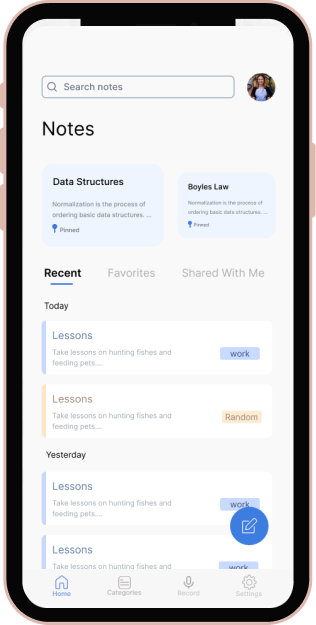 Search notes
Notes
Data Structures
Normalization is the process of
ordering basic data structures. ...
Pinned
Boyles Law
Normalization is the process of
ordering basic data structures. ...
Pinned
Recent Favorites Shared With Me
Today
Lessons
Take lessons on hunting fishes and
feeding pets....
work
Lessons
Take lessons on hunting fishes and
feeding pets....
Random
Yesterday
Lessons
Take lessons on hunting fishes and
feeding pets....
work
Lessons
Take lessons on hunting fishes and
work
Home Categories Record Settings